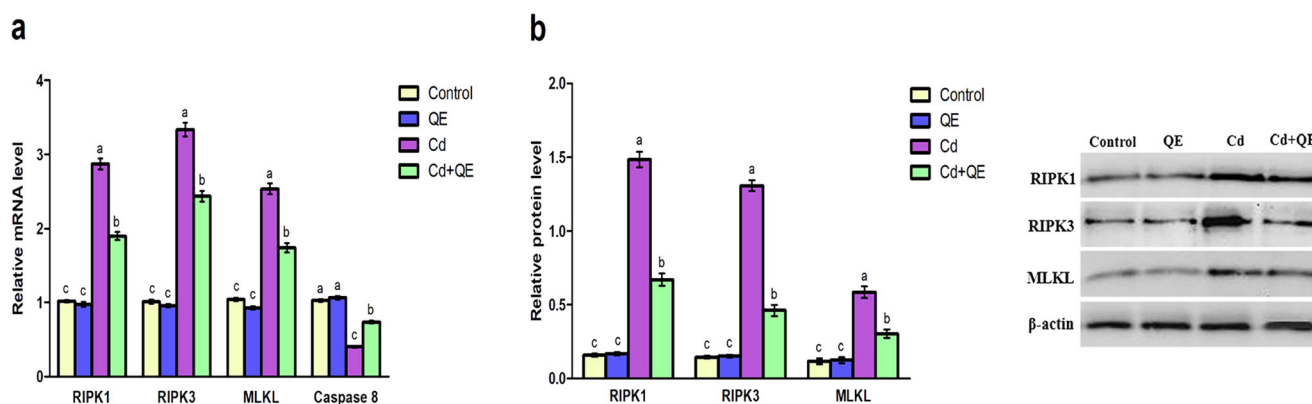 a
Relative mRNA level
4
3
2
1
0
c c a b
c c a b
c c a b
a a c b
RIPK1 RIPK3 MLKL Caspase 8
Control
QE
Cd
Cd+QE
b
Relative protein level
2.0
1.5
1.0
0.5
0.0
c c a b
c c a b
c c a b
RIPK1 RIPK3 MLKL
Control
QE
Cd
Cd+QE
Control QE Cd Cd+QE
RIPK1
RIPK3
MLKL
β-actin